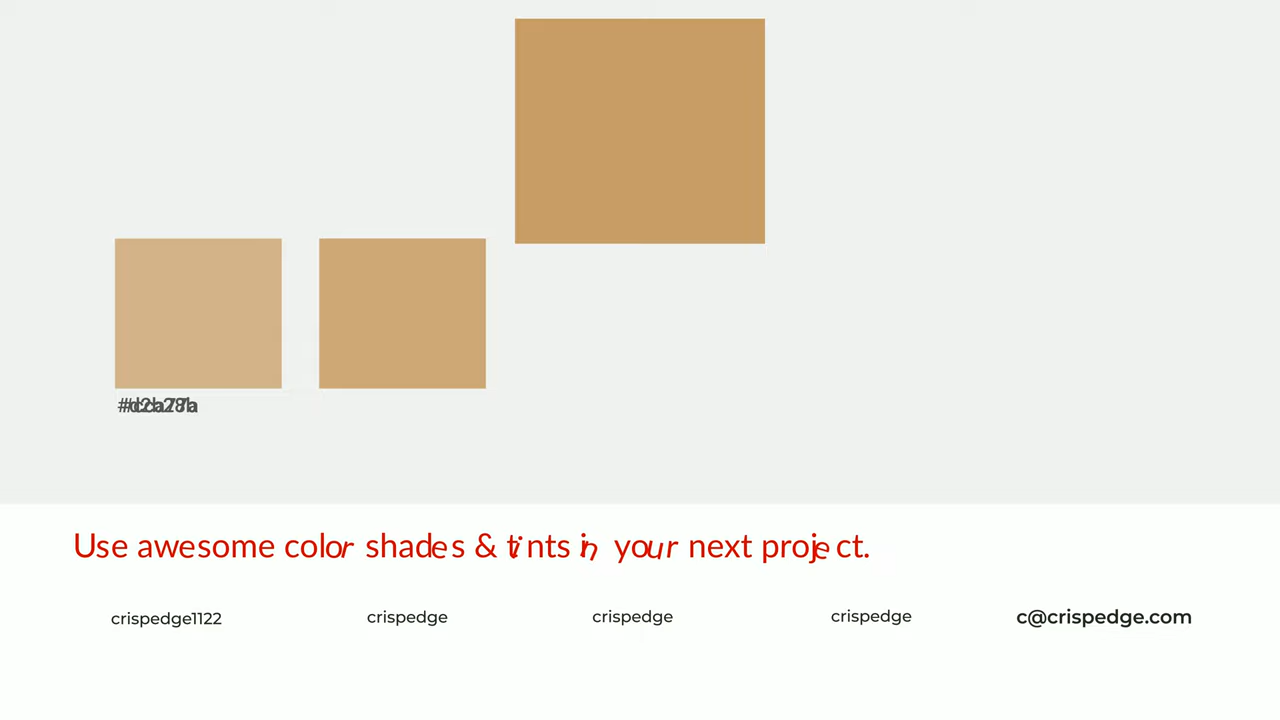 Use awesome color shades & tints in your next project.
crispedge1122 crispedge crispedge crispedge c@crispedge.com